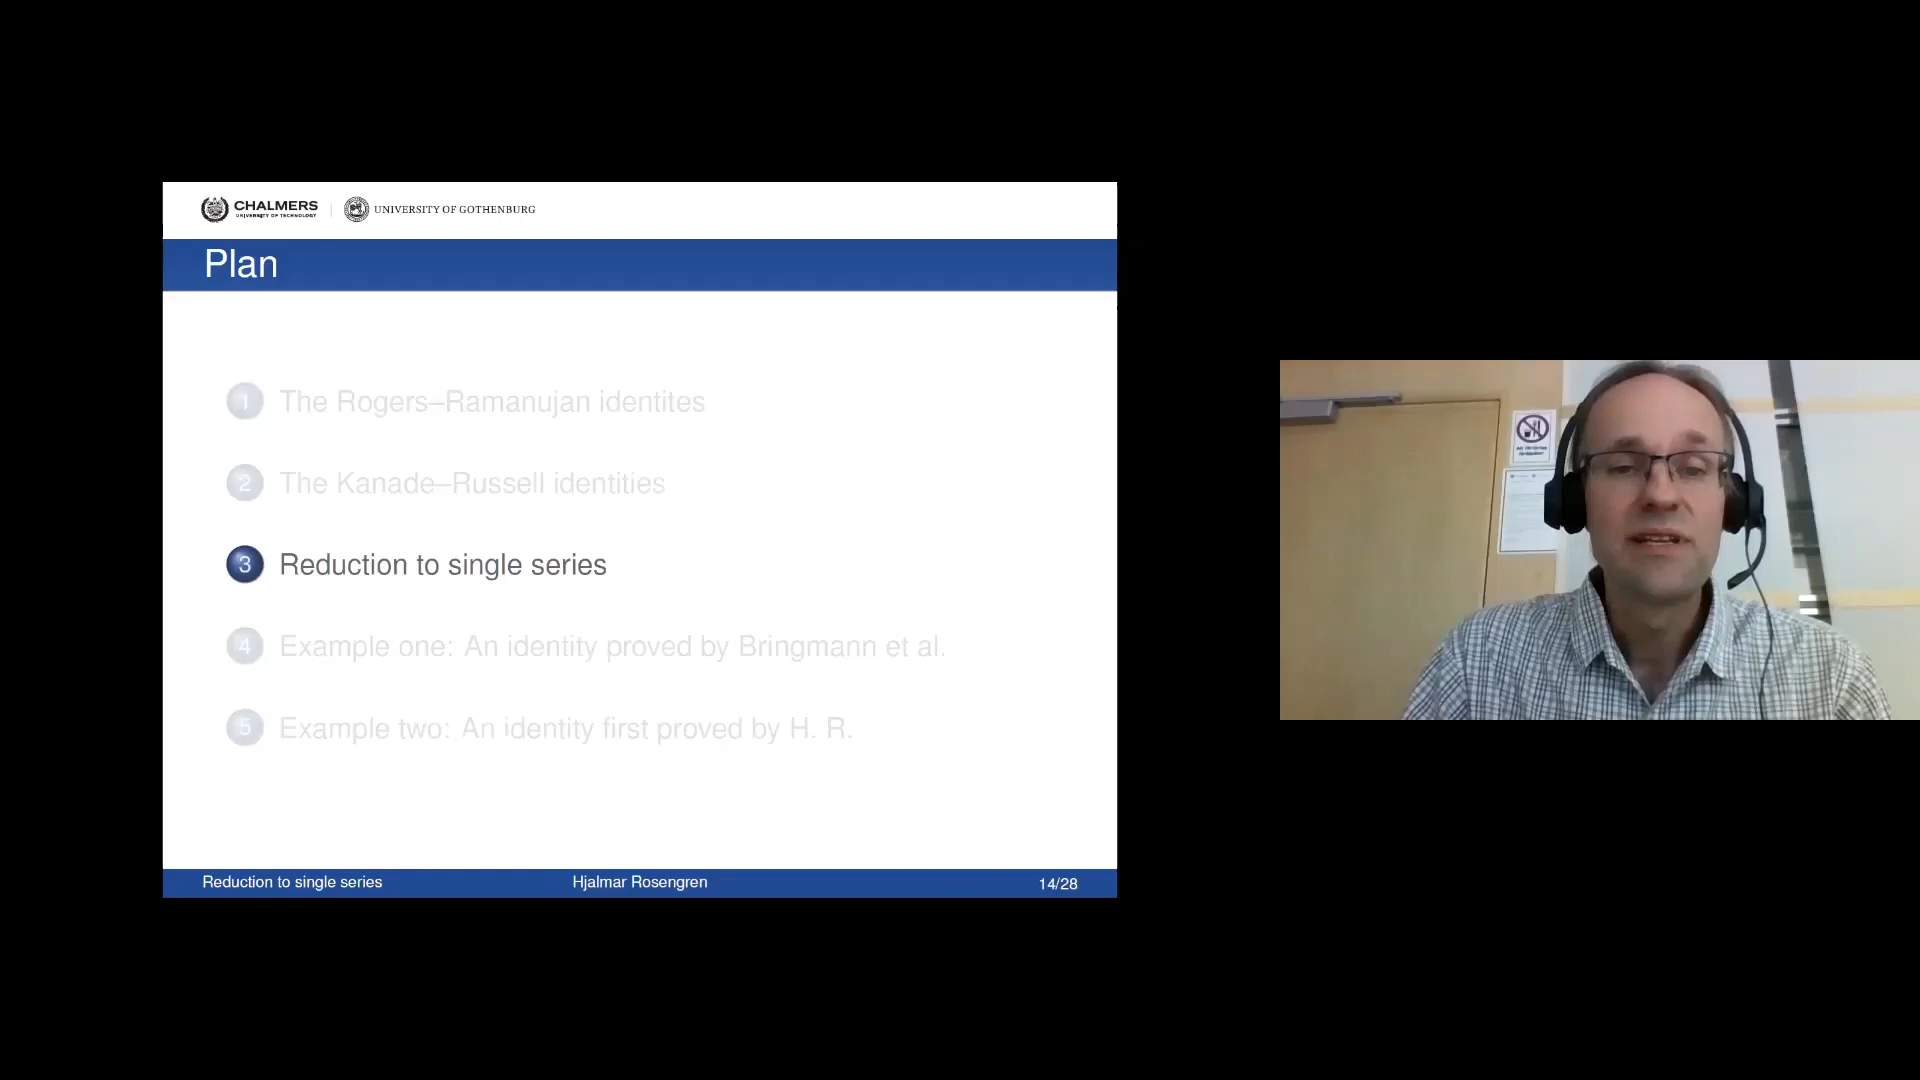 CHALMERS
UNIVERSITY OF TECHNOLOGY
UNIVERSITY OF GOTHENBURG
Plan
1 The Rogers–Ramanujan identites
2 The Kanade–Russell identities
3 Reduction to single series
4 Example one: An identity proved by Bringmann et al.
5 Example two: An identity first proved by H. R.
Reduction to single series
Hjalmar Rosengren
14/28